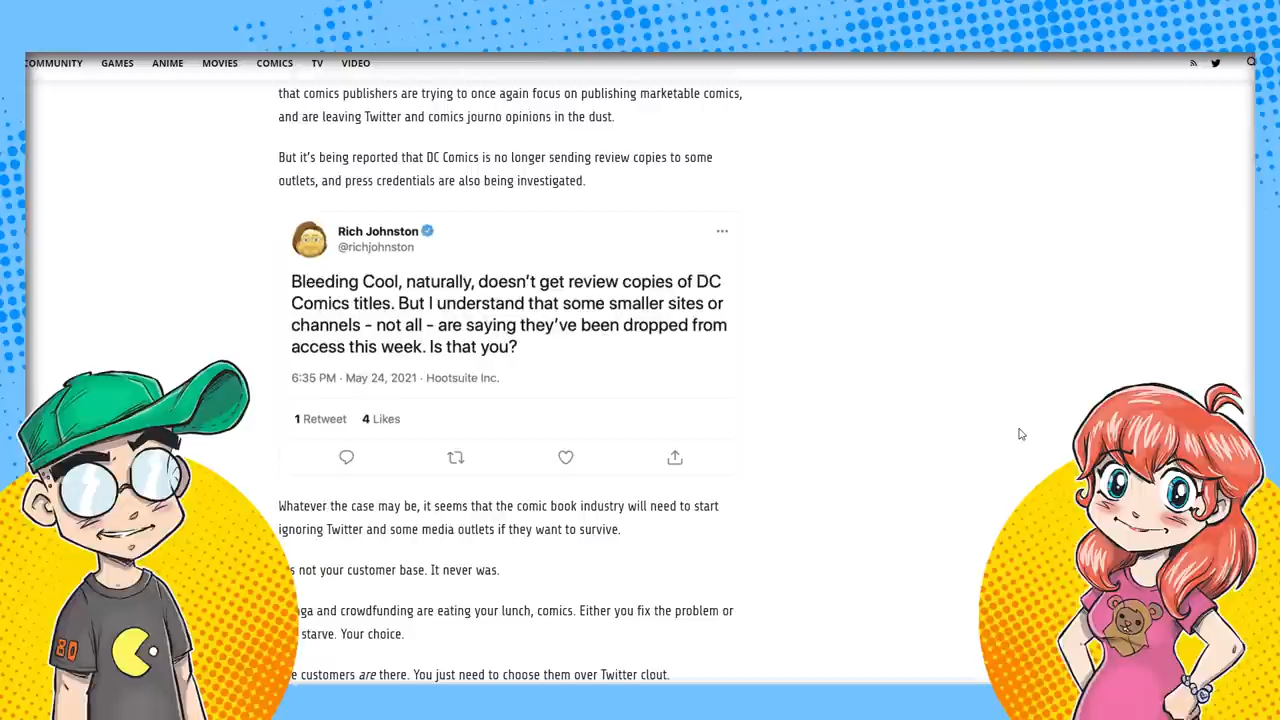 OMMUNITY GAMES ANIME MOVIES COMICS TV VIDEO
that comics publishers are trying to once again focus on publishing marketable comics,
and are leaving Twitter and comics journo opinions in the dust.
But it's being reported that DC Comics is no longer sending review copies to some
outlets, and press credentials are also being investigated.
Rich Johnston
@richjohnston
Bleeding Cool, naturally, doesn't get review copies of DC
Comics titles. But I understand that some smaller sites or
channels - not all - are saying they've been dropped from
access this week. Is that you?
6:35 PM · May 24, 2021 · Hootsuite Inc.
1 Retweet 4 Likes
Whatever the case may be, it seems that the comic book industry will need to start
ignoring Twitter and some media outlets if they want to survive.
s not your customer base. It never was.
nga and crowdfunding are eating your lunch, comics. Either you fix the problem or
starve. Your choice.
e customers are there. You just need to choose them over Twitter clout.
80